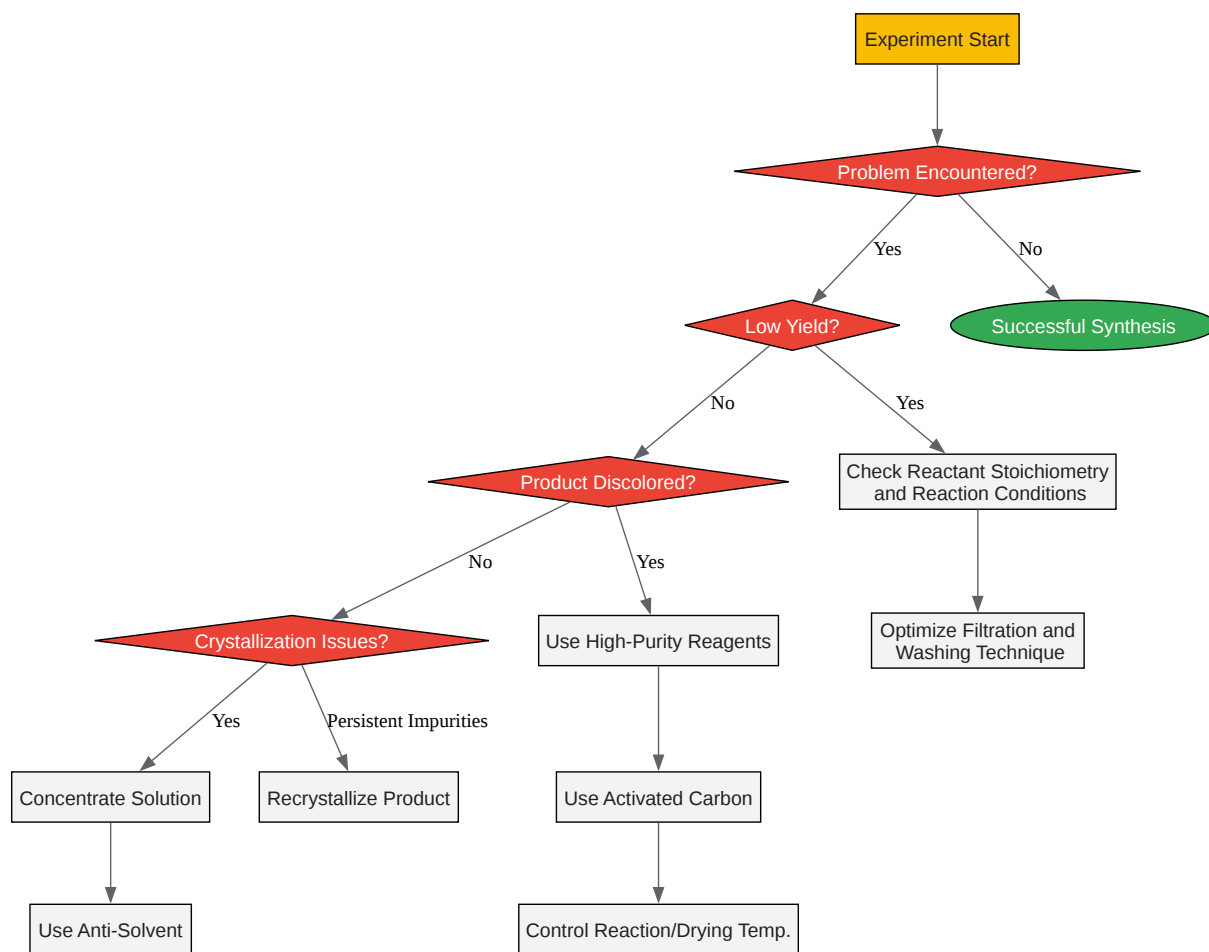 Experiment Start
Problem Encountered?
Yes
No
Low Yield?
Successful Synthesis
No
Yes
Product Discolored?
Check Reactant Stoichiometry
and Reaction Conditions
No
Yes
Crystallization Issues?
Use High-Purity Reagents
Optimize Filtration and
Washing Technique
Yes
Persistent Impurities
Concentrate Solution
Recrystallize Product
Use Activated Carbon
Use Anti-Solvent
Control Reaction/Drying Temp.